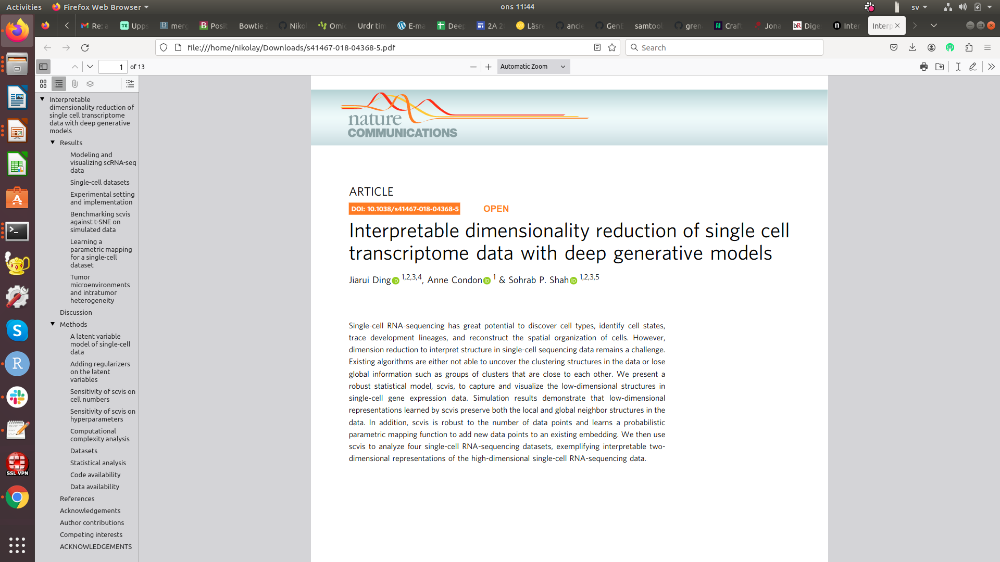 Activities
Firefox Web Browser
ons 11:44
sv
Re: a
Upps
mer
Posit
Bowtie 2
Nikol
Omic
Urdr tim
E-ma
Deep
2A 2
Läsre
ancie
GenE
samtool
gren
Craft
Jona
Dige
Inter
Interp
file:///home/nikolay/Downloads/s41467-018-04368-5.pdf
Search
1
of 13
Automatic Zoom
Interpretable
dimensionality reduction of
single cell transcriptome
data with deep generative
models
Results
Modeling and
visualizing scRNA-seq
data
Single-cell datasets
Experimental setting
and implementation
Benchmarking scvis
against t-SNE on
simulated data
Learning a
parametric mapping
for a single-cell
dataset
Tumor
microenvironments
and intratumor
heterogeneity
Discussion
Methods
A latent variable
model of single-cell
data
Adding regularizers
on the latent
variables
Sensitivity of scvis on
cell numbers
Sensitivity of scvis on
hyperparameters
Computational
complexity analysis
Datasets
Statistical analysis
Code availability
Data availability
References
Acknowledgements
Author contributions
Competing interests
ACKNOWLEDGEMENTS
SSL VPN
nature
COMMUNICATIONS
ARTICLE
DOI: 10.1038/s41467-018-04368-5
OPEN
Interpretable dimensionality reduction of single cell
transcriptome data with deep generative models
Jiarui Ding iD 1,2,3,4, Anne Condon iD 1 & Sohrab P. Shah iD 1,2,3,5
Single-cell RNA-sequencing has great potential to discover cell types, identify cell states,
trace development lineages, and reconstruct the spatial organization of cells. However,
dimension reduction to interpret structure in single-cell sequencing data remains a challenge.
Existing algorithms are either not able to uncover the clustering structures in the data or lose
global information such as groups of clusters that are close to each other. We present a
robust statistical model, scvis, to capture and visualize the low-dimensional structures in
single-cell gene expression data. Simulation results demonstrate that low-dimensional
representations learned by scvis preserve both the local and global neighbor structures in the
data. In addition, scvis is robust to the number of data points and learns a probabilistic
parametric mapping function to add new data points to an existing embedding. We then use
scvis to analyze four single-cell RNA-sequencing datasets, exemplifying interpretable two-
dimensional representations of the high-dimensional single-cell RNA-sequencing data.